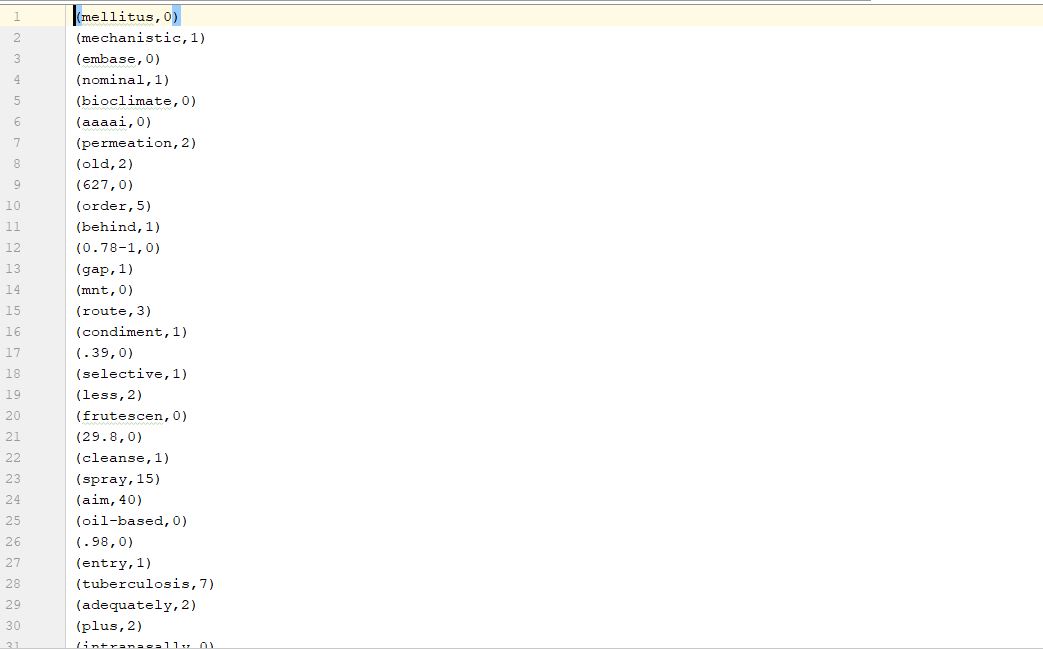 1 (mellitus,0)
2 (mechanistic,1)
3 (embase,0)
4 (nominal,1)
5 (bioclimate,0)
6 (aaaai,0)
7 (permeation,2)
8 (old,2)
9 (627,0)
10 (order,5)
11 (behind,1)
12 (0.78-1,0)
13 (gap,1)
14 (mnt,0)
15 (route,3)
16 (condiment,1)
17 (.39,0)
18 (selective,1)
19 (less,2)
20 (frutescen,0)
21 (29.8,0)
22 (cleanse,1)
23 (spray,15)
24 (aim,40)
25 (oil-based,0)
26 (.98,0)
27 (entry,1)
28 (tuberculosis,7)
29 (adequately,2)
30 (plus,2)
31 (intranasally,0)